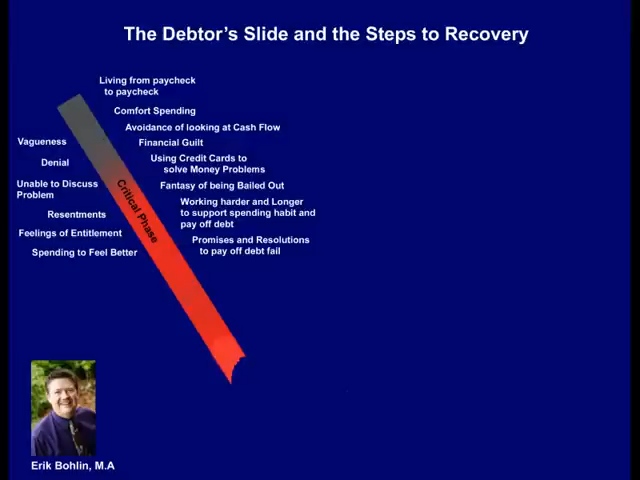 The Debtor's Slide and the Steps to Recovery
Living from paycheck
to paycheck
Comfort Spending
Avoidance of looking at Cash Flow
Financial Guilt
Using Credit Cards to
solve Money Problems
Fantasy of being Bailed Out
Working harder and Longer
to support spending habit and
pay off debt
Promises and Resolutions
to pay off debt fail
Vagueness
Denial
Unable to Discuss
Problem
Resentments
Feelings of Entitlement
Spending to Feel Better
Critical Phase
Erik Bohlin, M.A